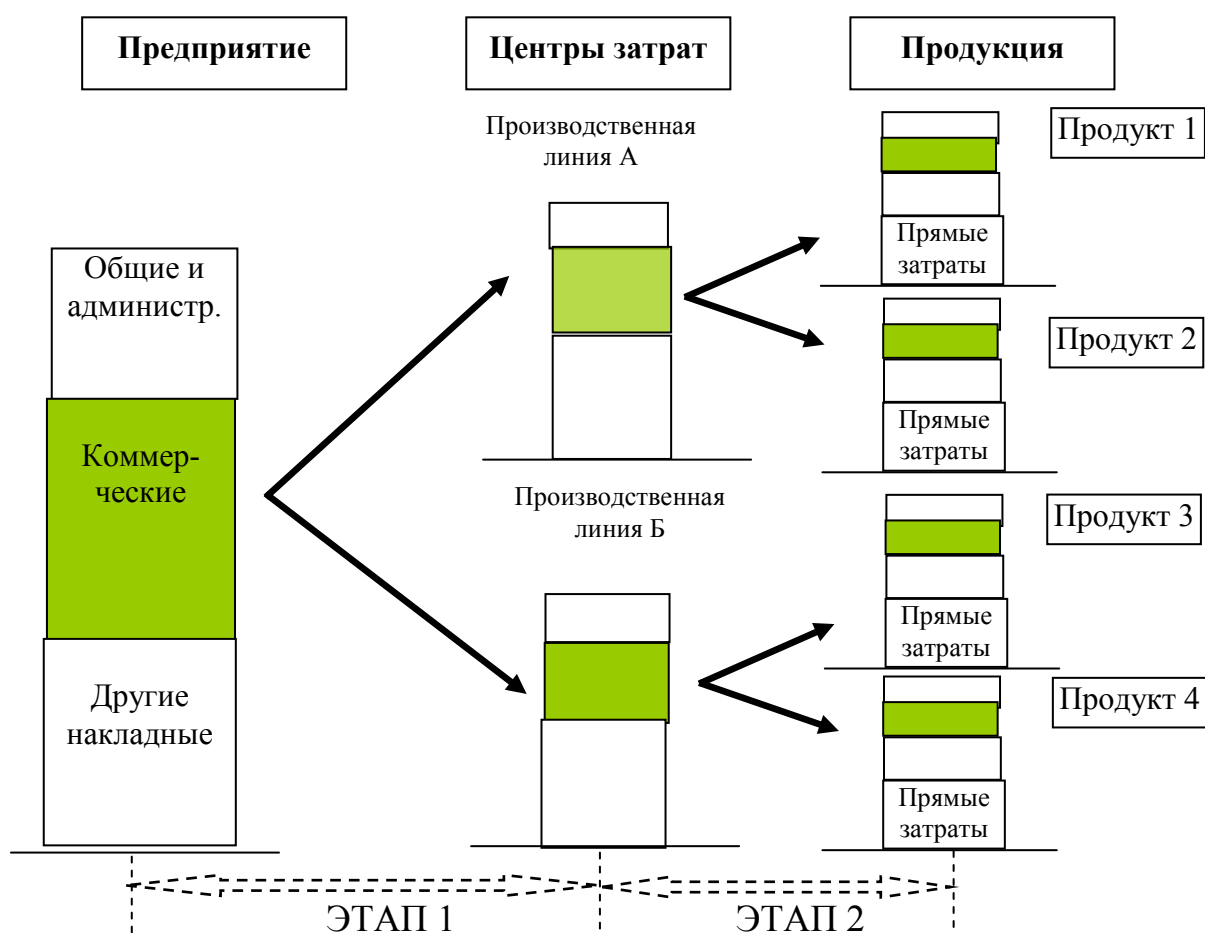 Предприятие
Центры затрат
Продукция
Производственная
линия А
Продукт 1
Прямые
затраты
Общие и
администр.
Продукт 2
Прямые
затраты
Коммер-
ческие
Производственная
линия Б
Продукт 3
Прямые
затраты
Другие
накладные
Продукт 4
Прямые
затраты
ЭТАП 1
ЭТАП 2